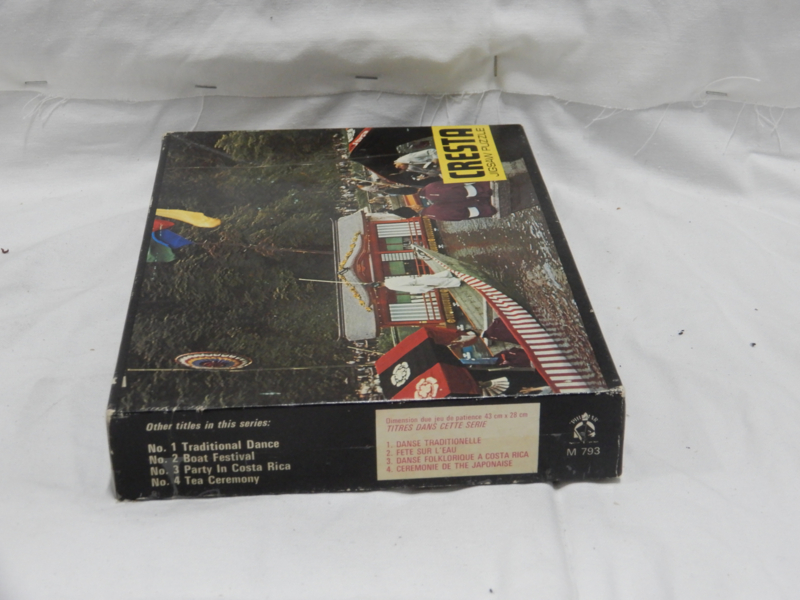 CRESTA
JIGSAW PUZZLE
Other titles in this series:
No. 1 Traditional Dance
No. 2 Boat Festival
No. 3 Party In Costa Rica
No. 4 Tea Ceremony
Dimension due jeu de patience 43 cm x 28 cm
TITRES DANS CETTE SERIE
1. DANSE TRADITIONELLE
2. FETE SUR L'EAU
3. DANSE FOLKLORIQUE A COSTA RICA
4. CEREMONIE DE THE JAPONAISE
M 793